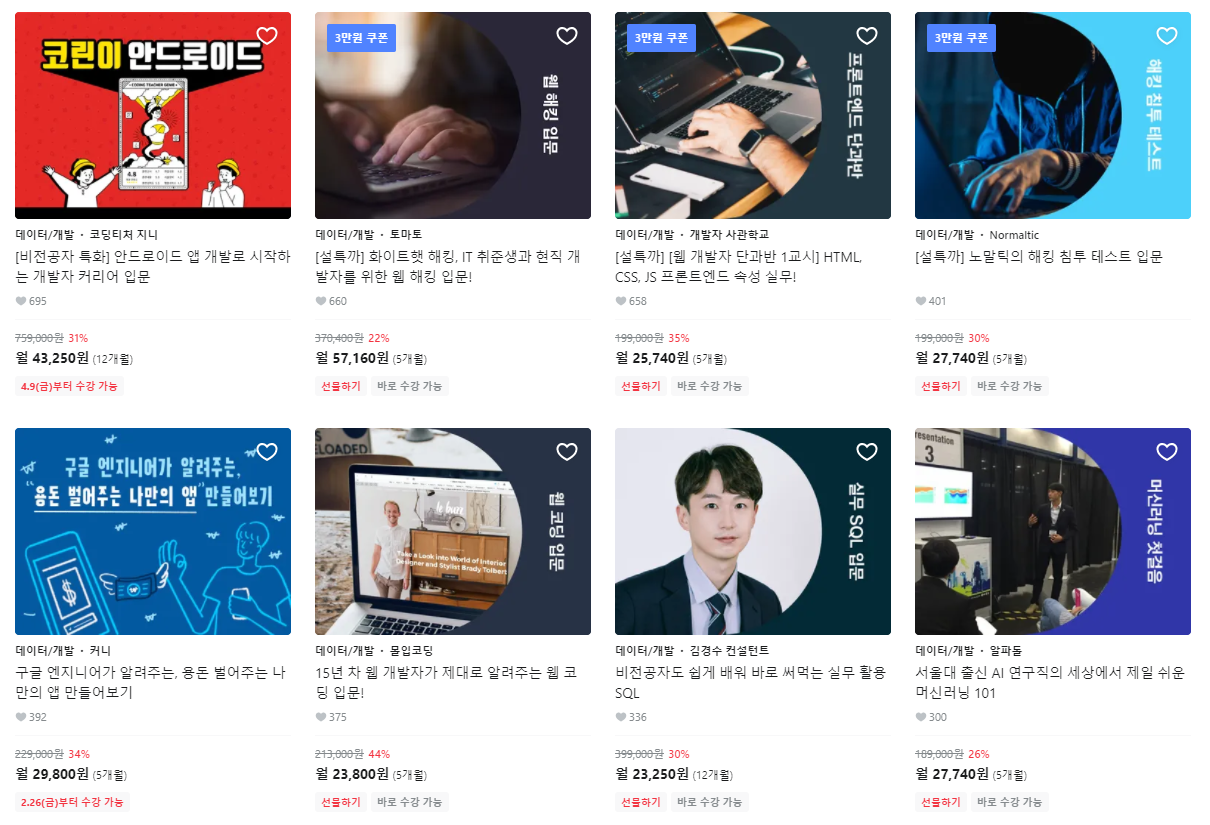 코린이 안드로이드
CODING TEACHER GENIE
4.8
데이터/개발 · 코딩티처 지니
[비전공자 특화] 안드로이드 앱 개발로 시작하
는 개발자 커리어 입문
695
759,000원 31%
월 43,250원 (12개월)
4.9(금)부터 수강 가능
3만원 쿠폰
웹 해킹 입문
데이터/개발 · 토마토
[설특까] 화이트햇 해킹, IT 취준생과 현직 개
발자를 위한 웹 해킹 입문!
660
370,400원 22%
월 57,160원 (5개월)
선물하기 바로 수강 가능
3만원 쿠폰
프론트엔드 단과반
데이터/개발 · 개발자 사관학교
[설특까] [웹 개발자 단과반 1교시] HTML,
CSS, JS 프론트엔드 속성 실무!
658
199,000원 35%
월 25,740원 (5개월)
선물하기 바로 수강 가능
3만원 쿠폰
해킹 침투 테스트
데이터/개발 · Normaltic
[설특까] 노말틱의 해킹 침투 테스트 입문
401
199,000원 30%
월 27,740원 (5개월)
선물하기 바로 수강 가능
구글 엔지니어가 알려주는,
"용돈 벌어주는 나만의 앱" 만들어보기
데이터/개발 · 커니
구글 엔지니어가 알려주는, 용돈 벌어주는 나
만의 앱 만들어보기
392
229,000원 34%
월 29,800원 (5개월)
2.26(금)부터 수강 가능
RELOADED
le buzz
Take a Look into World of Interior
Designer and Stylist Brady Tolbert
웹 코딩 입문
데이터/개발 · 몰입코딩
15년 차 웹 개발자가 제대로 알려주는 웹 코
딩 입문!
375
213,000원 44%
월 23,800원 (5개월)
선물하기 바로 수강 가능
실무 SQL 입문
데이터/개발 · 김경수 컨설턴트
비전공자도 쉽게 배워 바로 써먹는 실무 활용
SQL
336
399,000원 30%
월 23,250원 (12개월)
선물하기 바로 수강 가능
resentation
3
머신러닝 첫걸음
데이터/개발 · 알파돌
서울대 출신 AI 연구직의 세상에서 제일 쉬운
머신러닝 101
300
189,000원 26%
월 27,740원 (5개월)
선물하기 바로 수강 가능